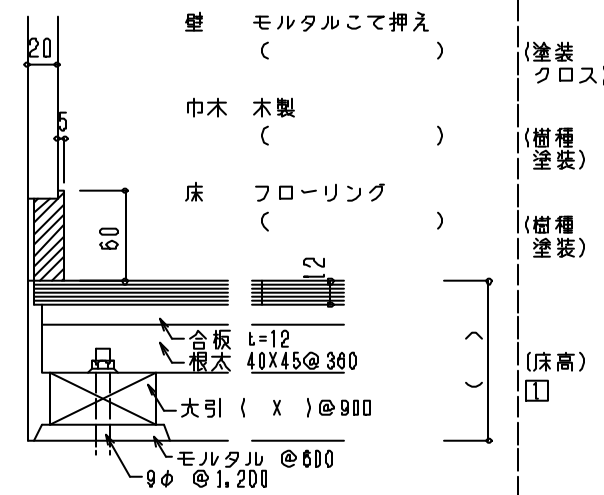 壁 モルタルこて押え
( )
(塗装
クロス)
20
巾木 木製
( )
(樹種
塗装)
5
床 フローリング
( )
(樹種
塗装)
60
12
合板 t=12
根太 40X45@360
( )
(床高)
1
大引 ( X )@900
モルタル @600
9φ @1,200